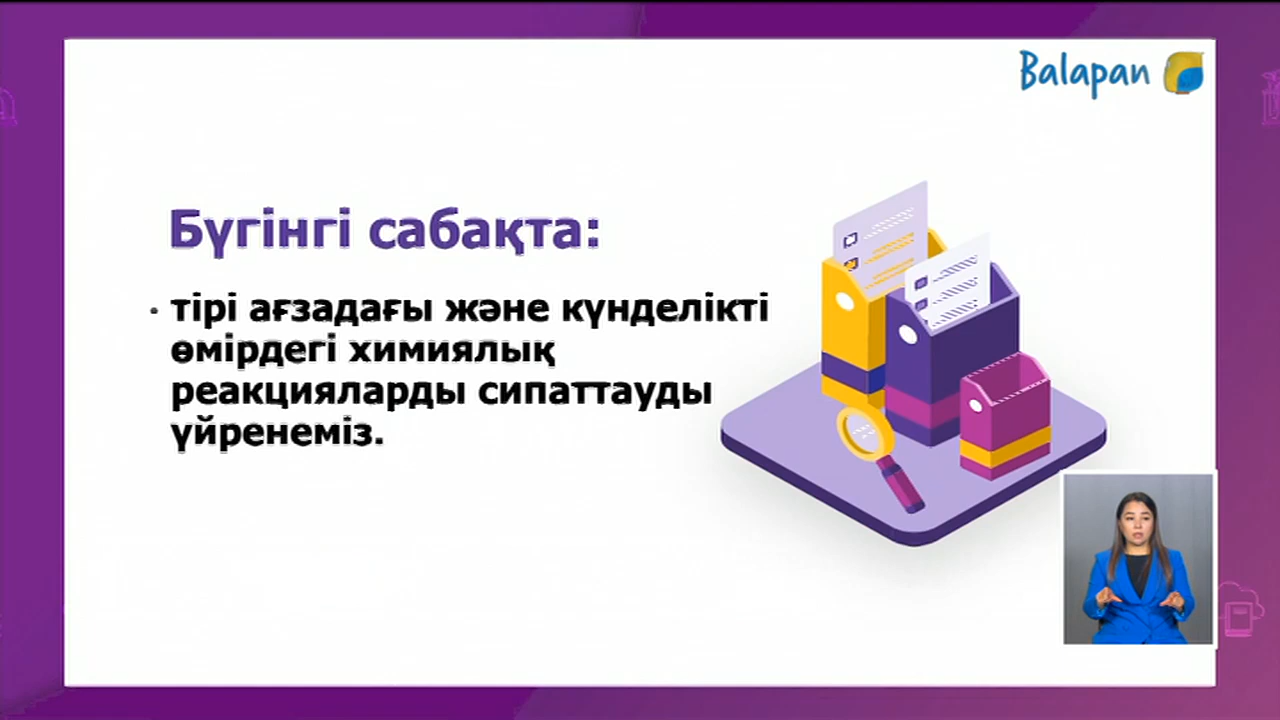 Balapan
Бүгінгі сабақта:
• тірі ағзадағы және күнделікті
өмірдегі химиялық
реакцияларды сипаттауды
үйренеміз.